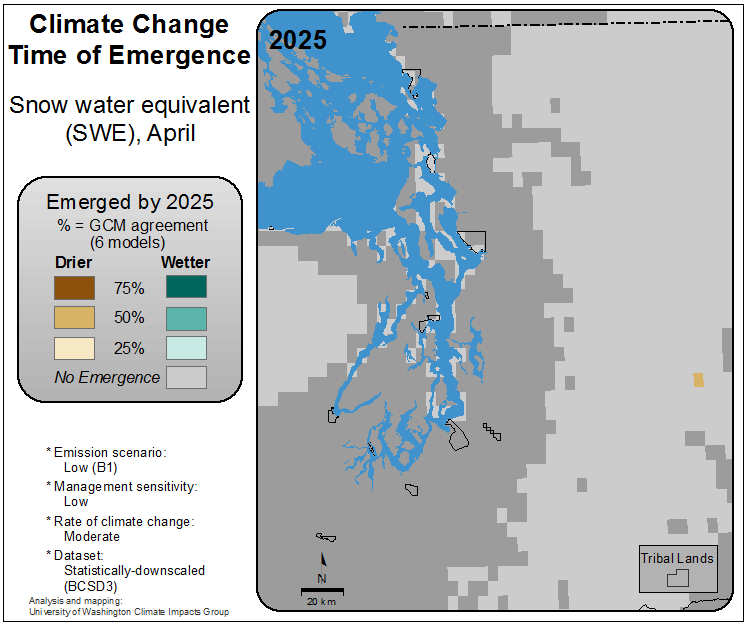 Climate Change
Time of Emergence
Snow water equivalent
(SWE), April
Emerged by 2025
% = GCM agreement
(6 models)
Drier Wetter
75%
50%
25%
No Emergence
* Emission scenario:
Low (B1)
* Management sensitivity:
Low
* Rate of climate change:
Moderate
* Dataset:
Statistically-downscaled
(BCSD3)
Analysis and mapping:
University of Washington Climate Impacts Group
2025
N
20 km
Tribal Lands